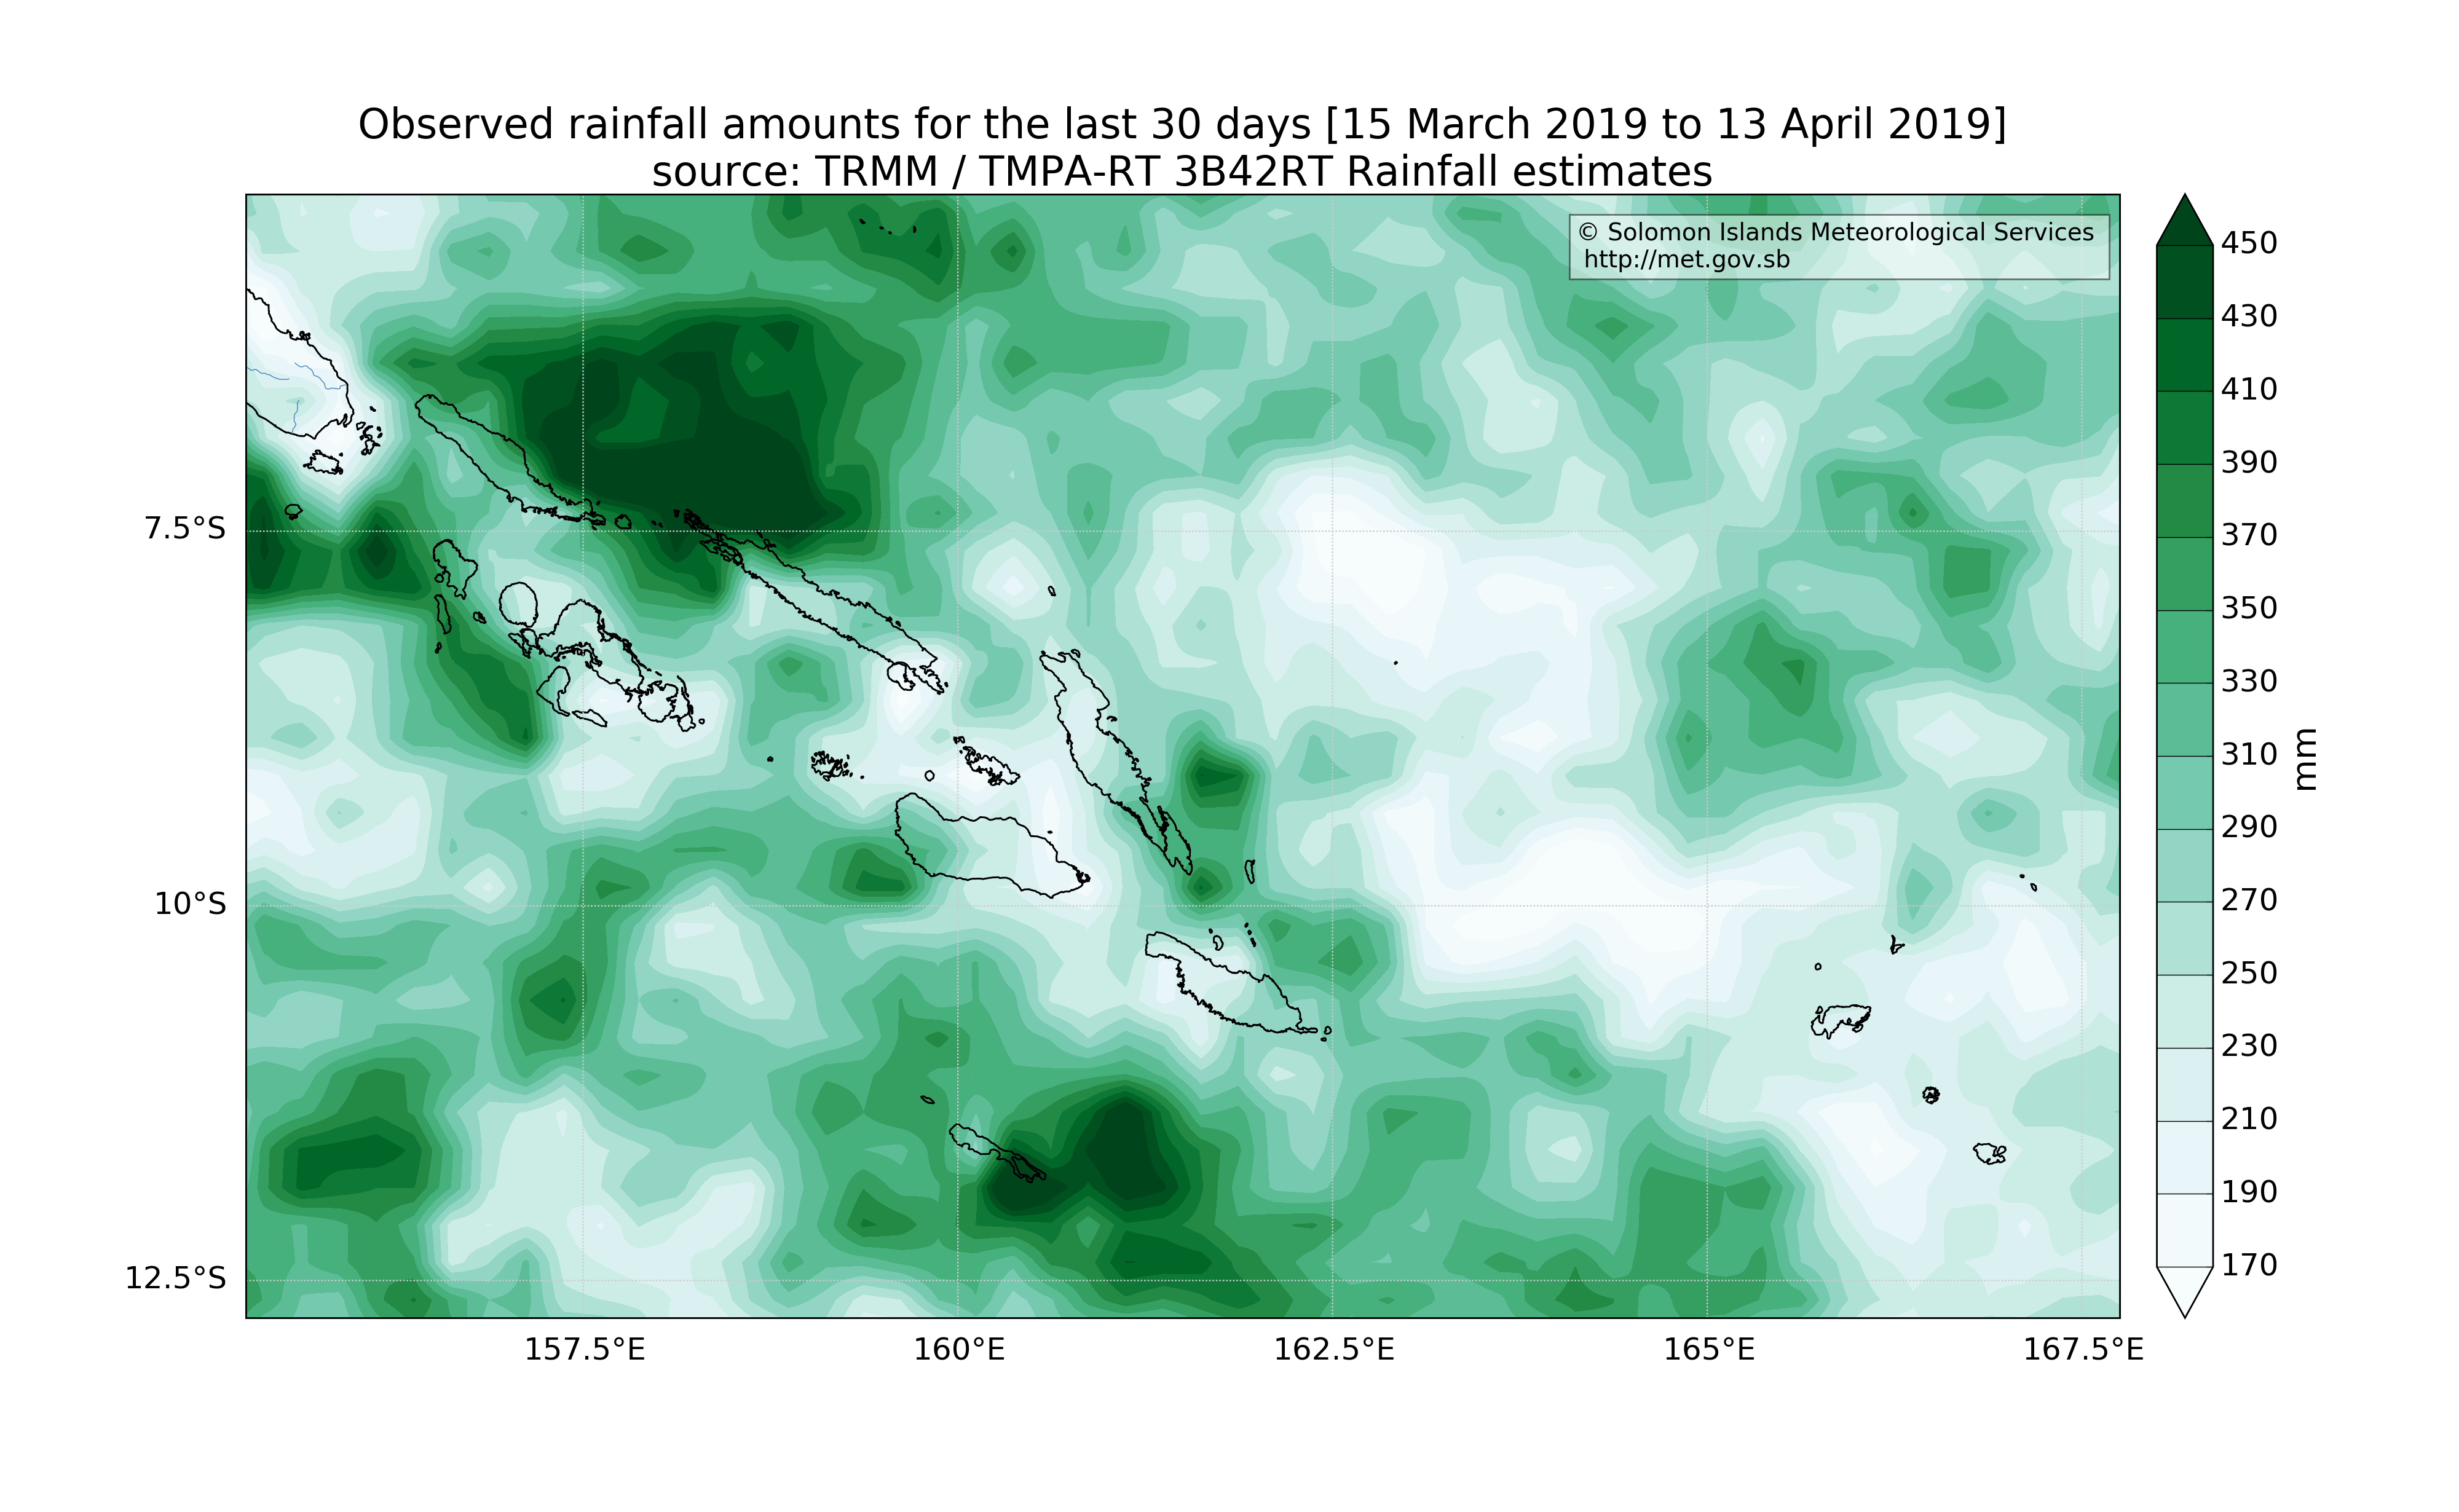 Observed rainfall amounts for the last 30 days [15 March 2019 to 13 April 2019]
source: TRMM / TMPA-RT 3B42RT Rainfall estimates
© Solomon Islands Meteorological Services
http://met.gov.sb
7.5°S
10°S
12.5°S
157.5°E
160°E
162.5°E
165°E
167.5°E
450
430
410
390
370
350
330
310
290
270
250
230
210
190
170
mm